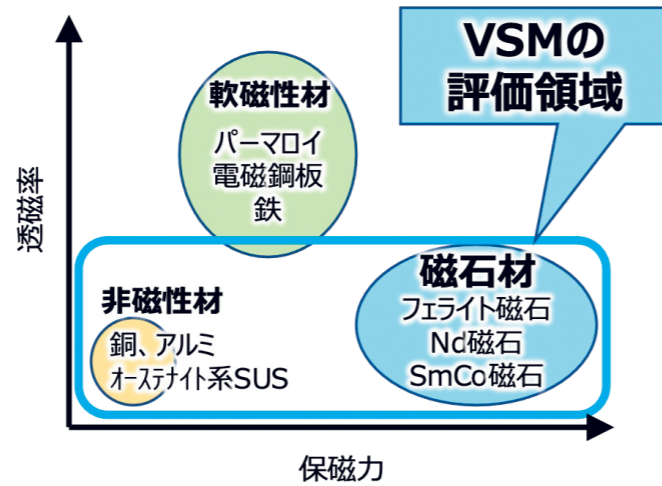 VSMの
評価領域
軟磁性材
パーマロイ
電磁鋼板
鉄
透磁率
磁石材
フェライト磁石
Nd磁石
SmCo磁石
非磁性材
銅、アルミ
ｵｰｽﾃﾅｲﾄ系SUS
保磁力